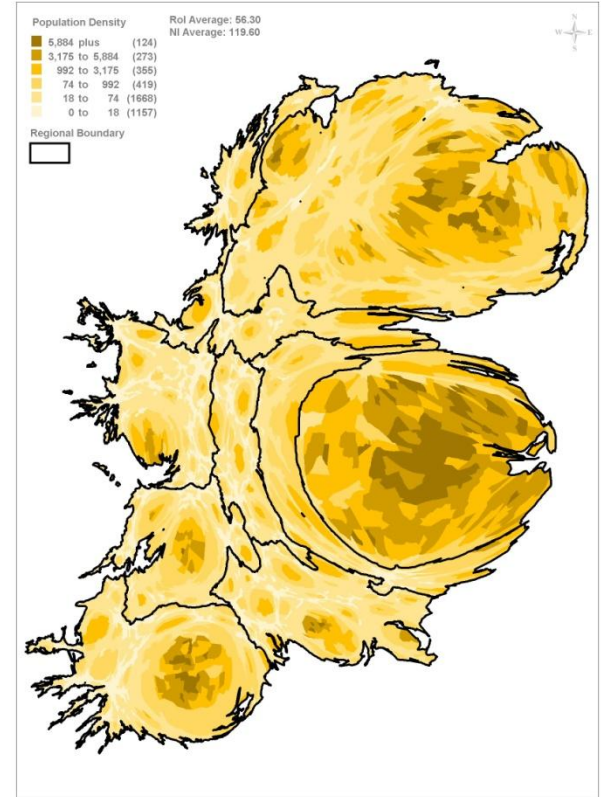 Population Density
RoI Average: 56.30
NI Average: 119.60
5,884 plus (124)
3,175 to 5,884 (273)
992 to 3,175 (355)
74 to 992 (419)
18 to 74 (1668)
0 to 18 (1157)
Regional Boundary
N
W E
S